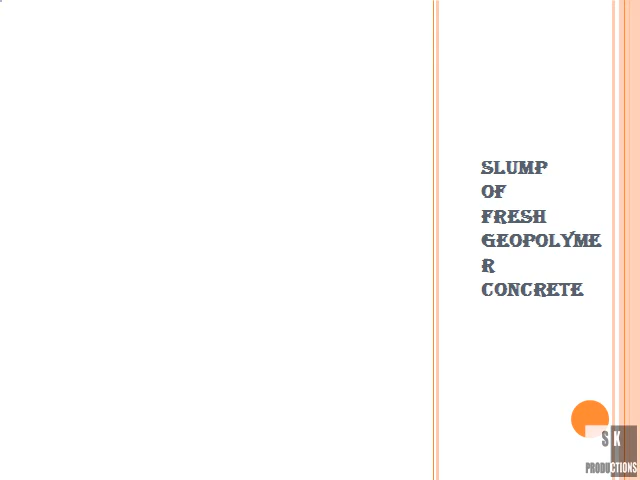 SLUMP
OF
FRESH
GEOPOLYME
R
CONCRETE
S K
PRODUCTIONS